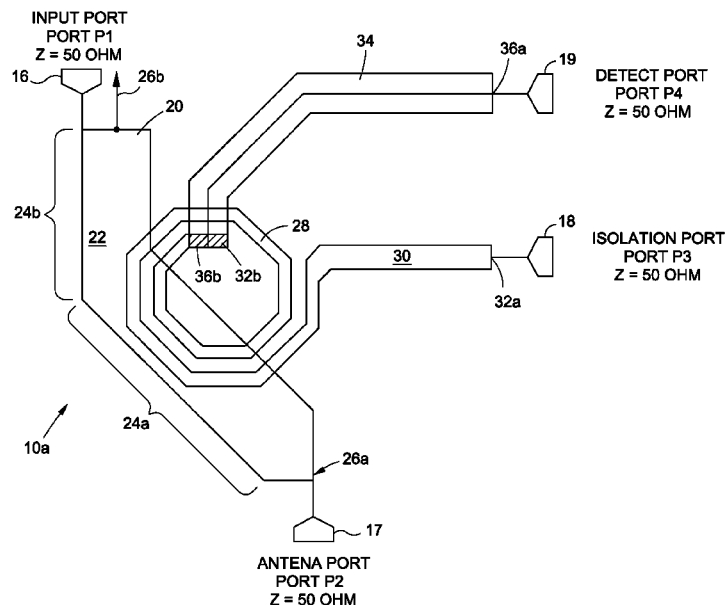 INPUT PORT
PORT P1
Z = 50 OHM
16
26b
20
34
36a
19
DETECT PORT
PORT P4
Z = 50 OHM
24b
22
28
36b
32b
30
18
ISOLATION PORT
PORT P3
Z = 50 OHM
32a
24a
10a
26a
17
ANTENA PORT
PORT P2
Z = 50 OHM